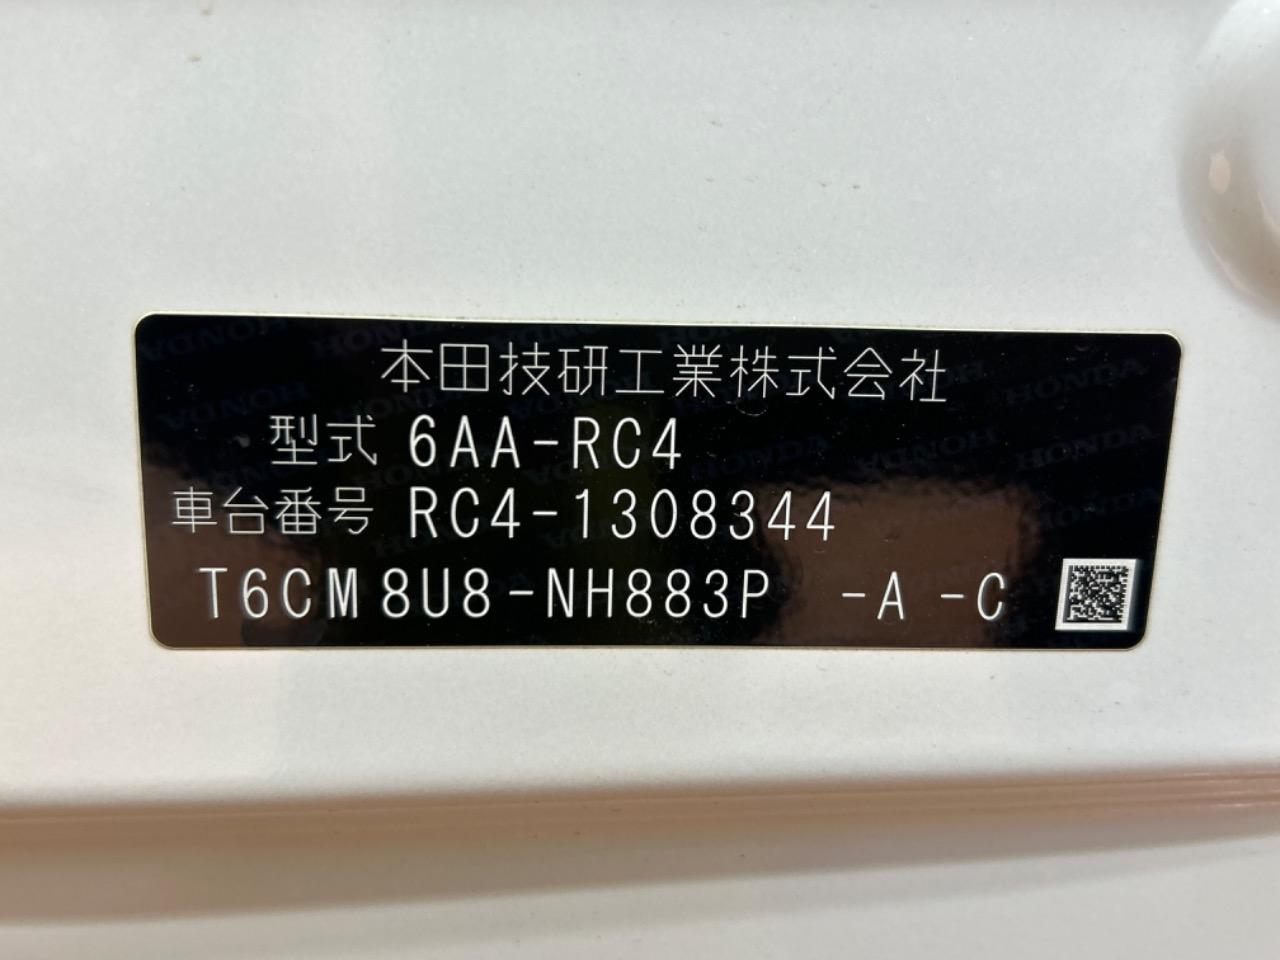 本田技研工業株式会社
型式 6AA-RC4
車台番号 RC4-1308344
T6CM8U8-NH883P -A -C